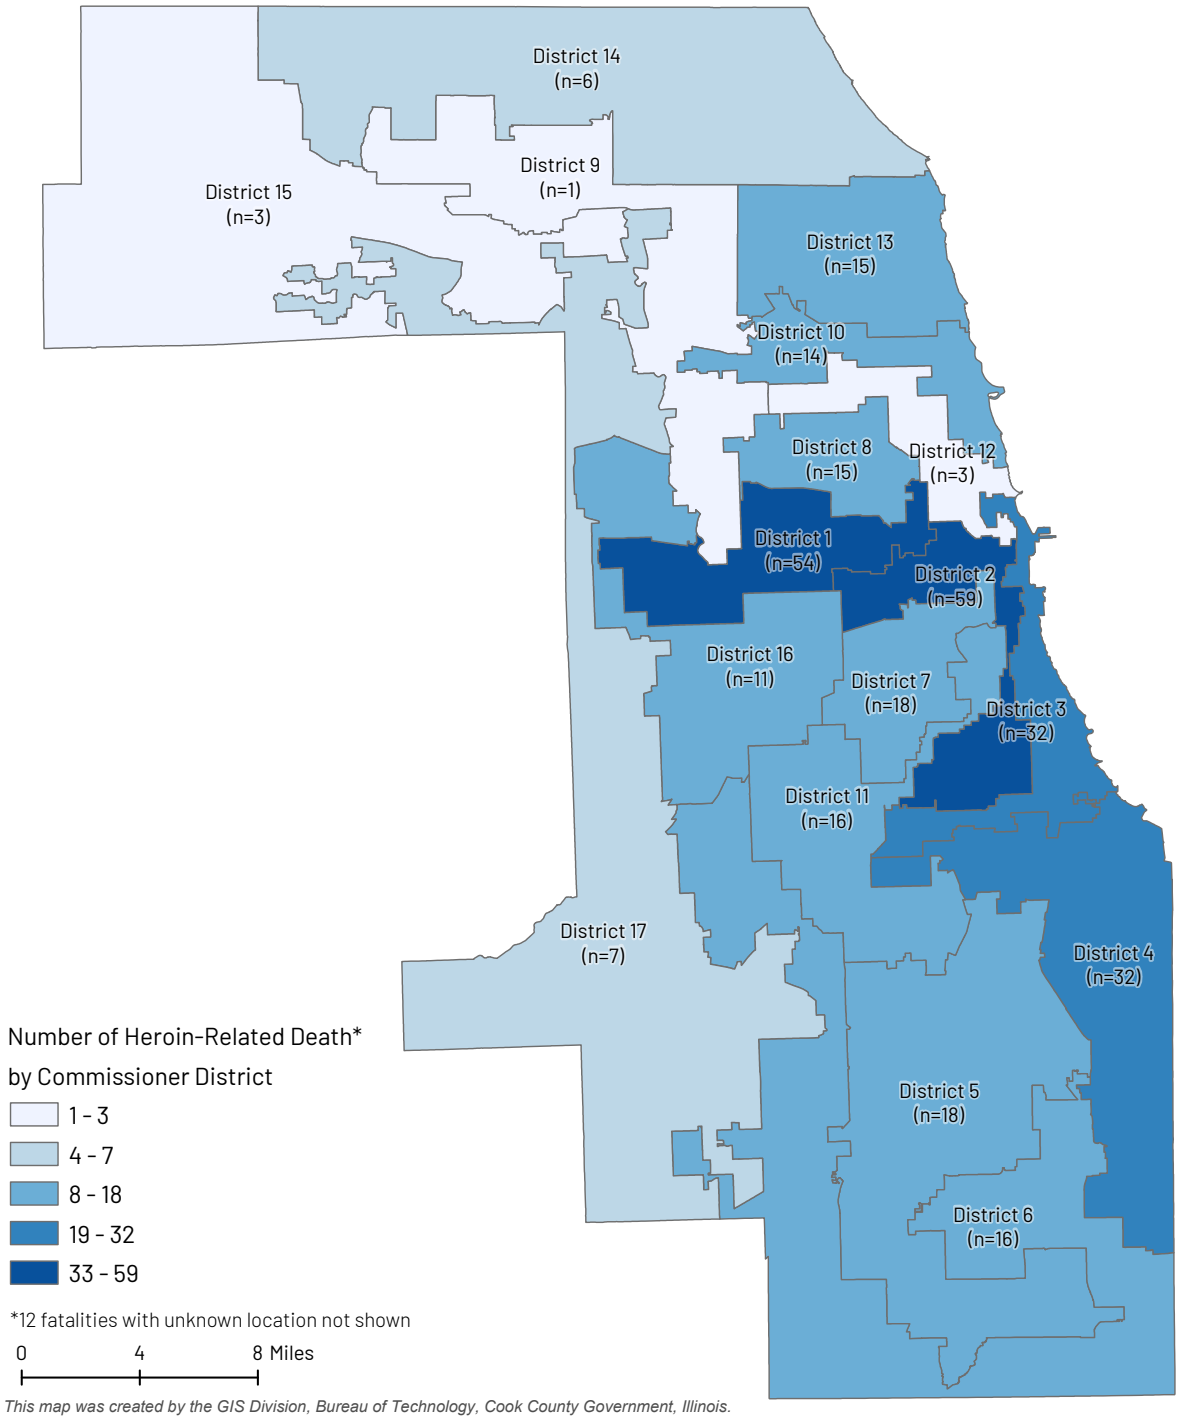 District 14
(n=6)
District 9
(n=1)
District 15
(n=3)
District 13
(n=15)
District 10
(n=14)
District 8
(n=15)
District 12
(n=3)
District 1
(n=54)
District 2
(n=59)
District 16
(n=11)
District 7
(n=18)
District 3
(n=32)
District 11
(n=16)
District 17
(n=7)
District 4
(n=32)
District 5
(n=18)
District 6
(n=16)
Number of Heroin-Related Death*
by Commissioner District
1 - 3
4 - 7
8 - 18
19 - 32
33 - 59
*12 fatalities with unknown location not shown
0 4 8 Miles
This map was created by the GIS Division, Bureau of Technology, Cook County Government, Illinois.